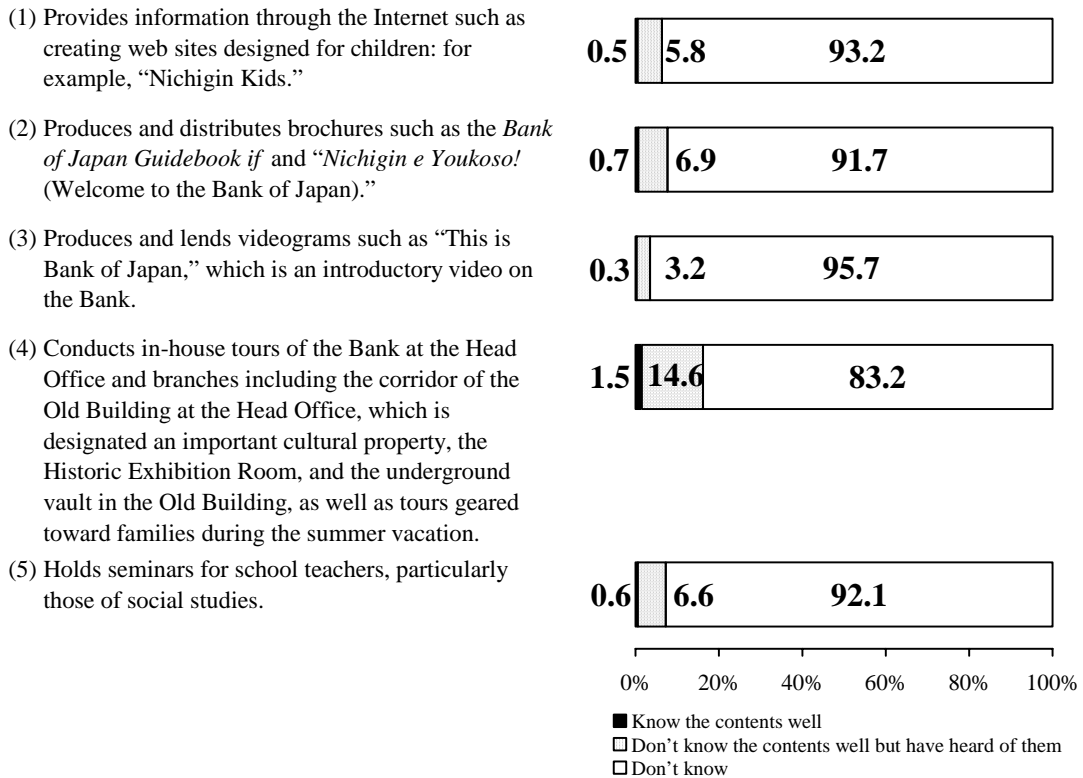 (1) Provides information through the Internet such as
creating web sites designed for children: for
example, “Nichigin Kids.”
0.5 5.8 93.2
(2) Produces and distributes brochures such as the Bank
of Japan Guidebook if and “Nichigin e Youkoso!
(Welcome to the Bank of Japan).”
0.7 6.9 91.7
(3) Produces and lends videograms such as “This is
Bank of Japan,” which is an introductory video on
the Bank.
0.3 3.2 95.7
(4) Conducts in-house tours of the Bank at the Head
Office and branches including the corridor of the
Old Building at the Head Office, which is
designated an important cultural property, the
Historic Exhibition Room, and the underground
vault in the Old Building, as well as tours geared
toward families during the summer vacation.
1.5 14.6 83.2
(5) Holds seminars for school teachers, particularly
those of social studies.
0.6 6.6 92.1
0% 20% 40% 60% 80% 100%
Know the contents well
Don’t know the contents well but have heard of them
Don’t know